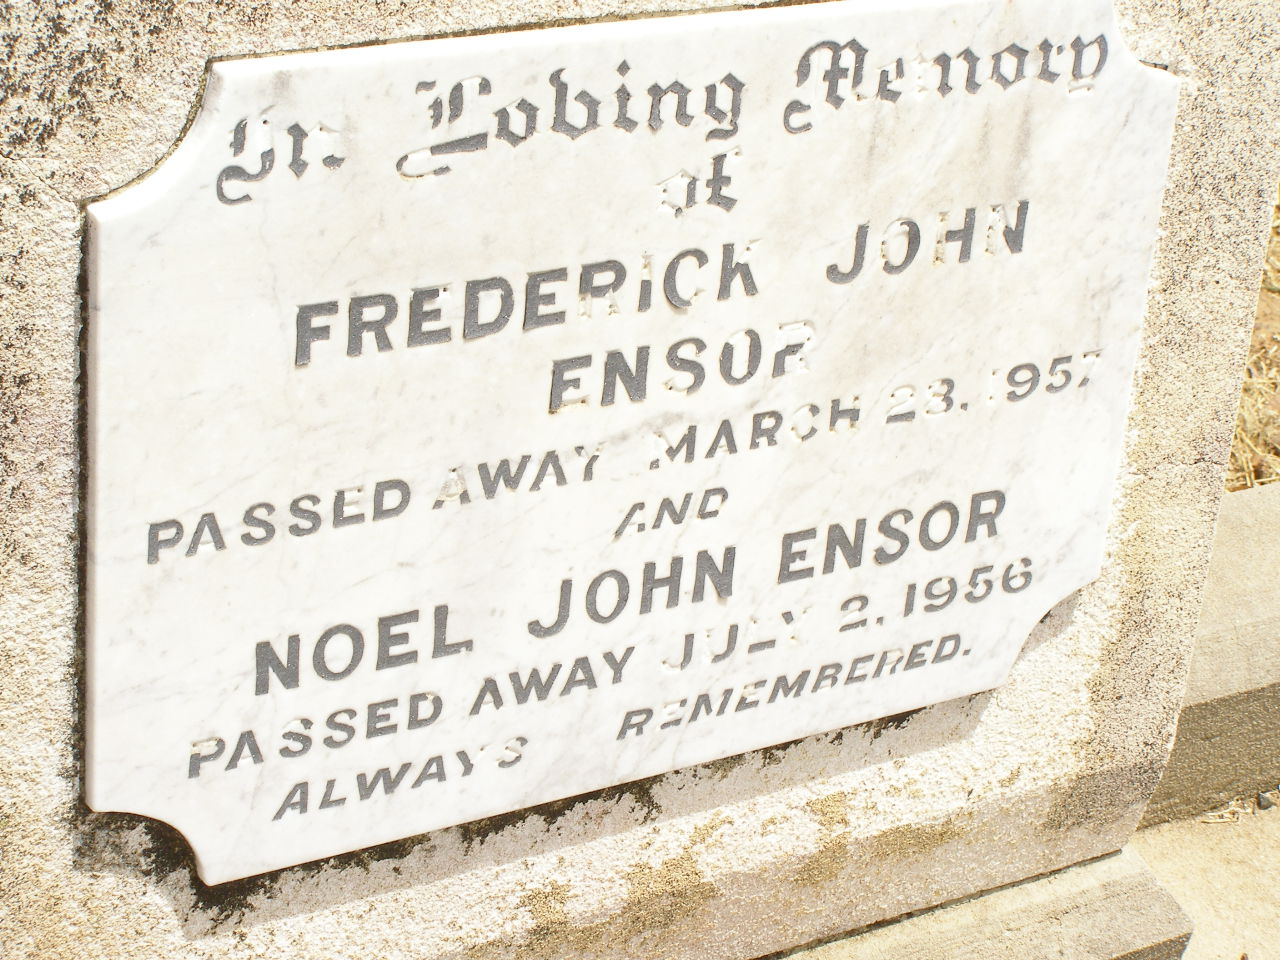 In Loving Memory
of
FREDERICK JOHN
ENSOR
PASSED AWAY MARCH 23. 1957
AND
NOEL JOHN ENSOR
PASSED AWAY JULY 2, 1956
ALWAYS REMEMBERED.